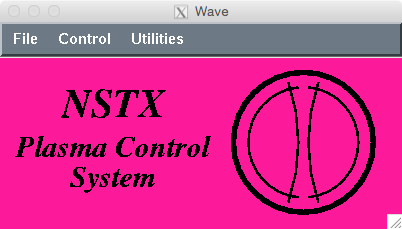 Wave
File Control Utilities
NSTX
Plasma Control
System